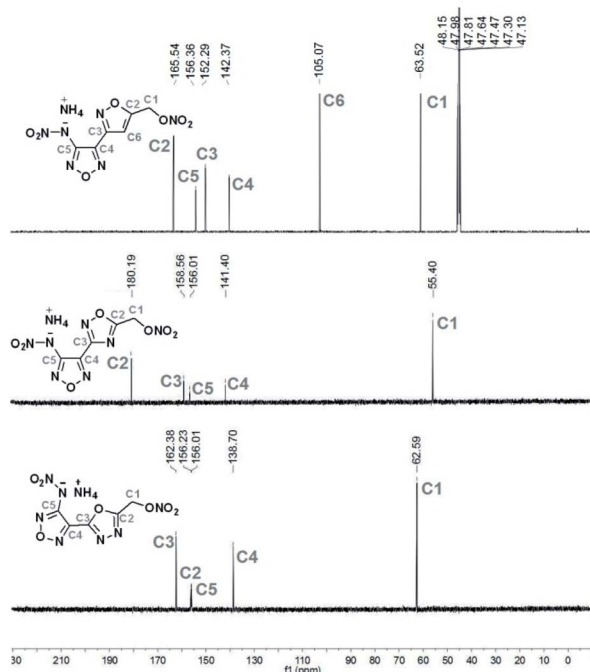 165.54
156.36
152.29
142.37
105.07
63.52
48.15
47.98
47.81
47.64
47.47
47.30
47.13
NH4
+
O2N
N
-
C5
N
O
N
C4
C3
N
O
C2
C1
C6
ONO2
C2
C5
C3
C4
C6
C1
180.19
158.56
156.01
141.40
55.40
NH4
+
O2N
N
-
C5
N
O
N
C4
C3
N
O
C2
C1
N
ONO2
C2
C3
C5
C4
C1
162.38
156.23
156.01
138.70
62.59
O2N
N
-
NH4
+
C5
N
O
N
C4
C3
O
C2
C1
N
N
ONO2
C3
C2
C5
C4
C1
30 210 190 170 150 130 110 90 80 70 60 50 40 30 20 10 0
f1 (ppm)